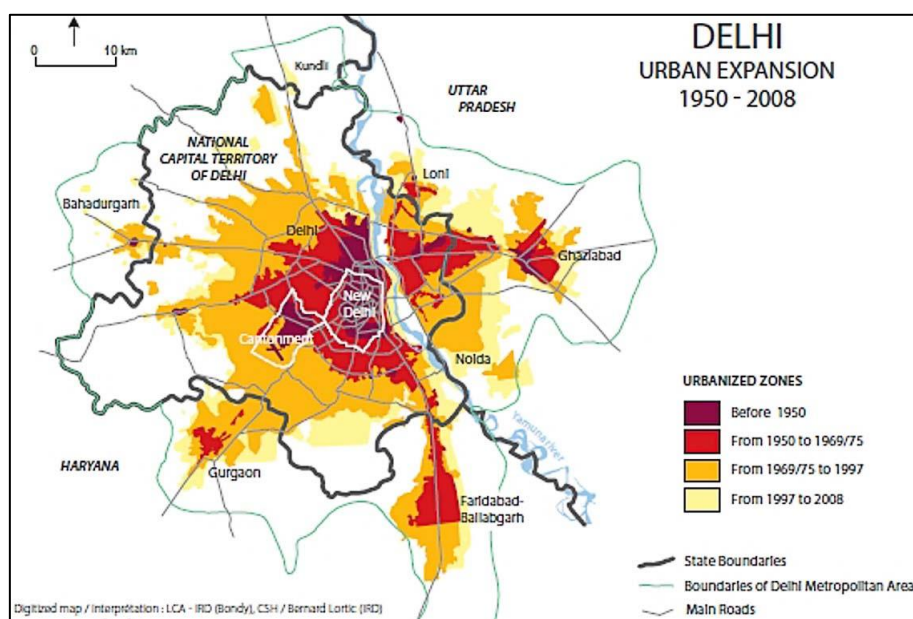 DELHI
URBAN EXPANSION
1950 - 2008
0 10 km
Kundli
UTTAR
PRADESH
NATIONAL
CAPITAL TERRITORY
OF DELHI
Loni
Bahadurgarh
Delhi
Ghaziabad
New
Delhi
Cantonment
Noida
Yamuna river
HARYANA
Gurgaon
Faridabad-
Ballabgarh
URBANIZED ZONES
Before 1950
From 1950 to 1969/75
From 1969/75 to 1997
From 1997 to 2008
State Boundaries
Boundaries of Delhi Metropolitan Area
Main Roads
Digitized map / Interprétation : LCA - IRD (Bondy), CSH / Bernard Lortic (IRD)